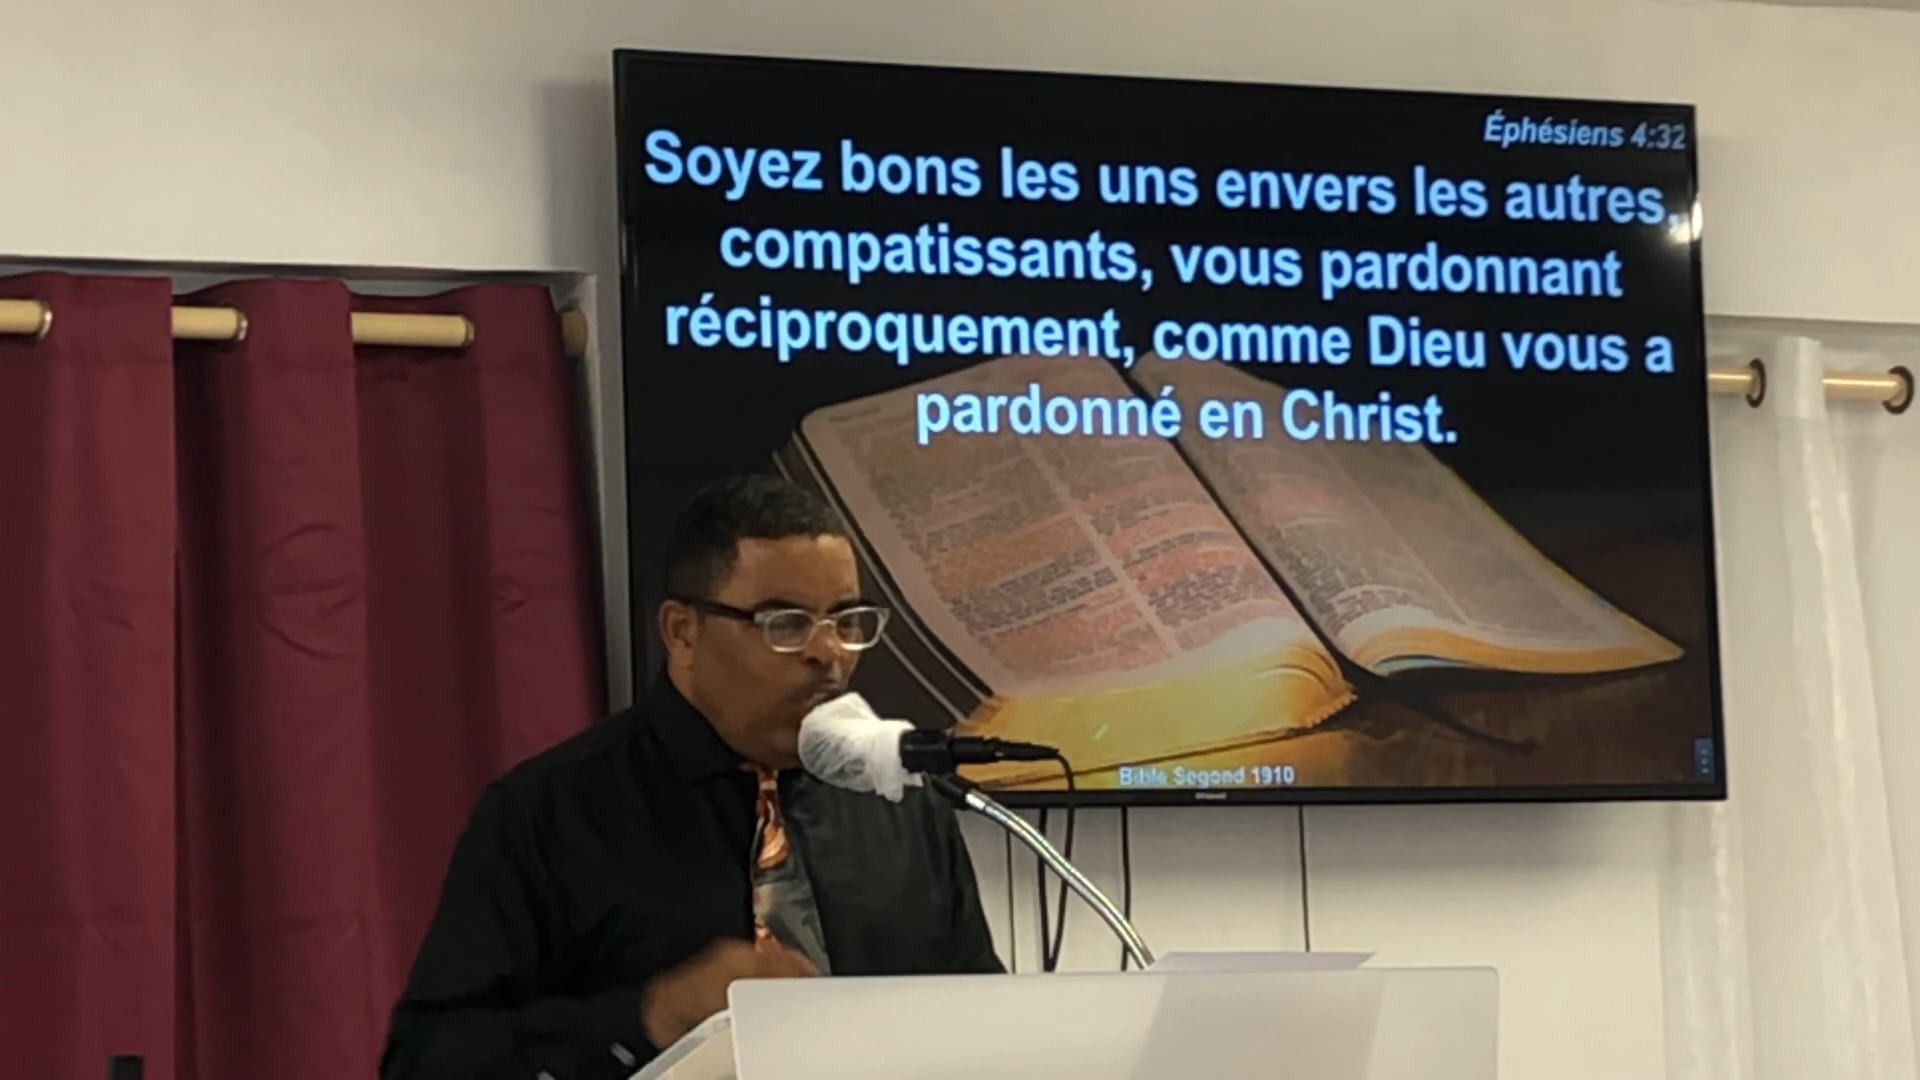 Éphésiens 4:32
Soyez bons les uns envers les autres,
compatissants, vous pardonnant
réciproquement, comme Dieu vous a
pardonné en Christ.
Bible Segond 1910